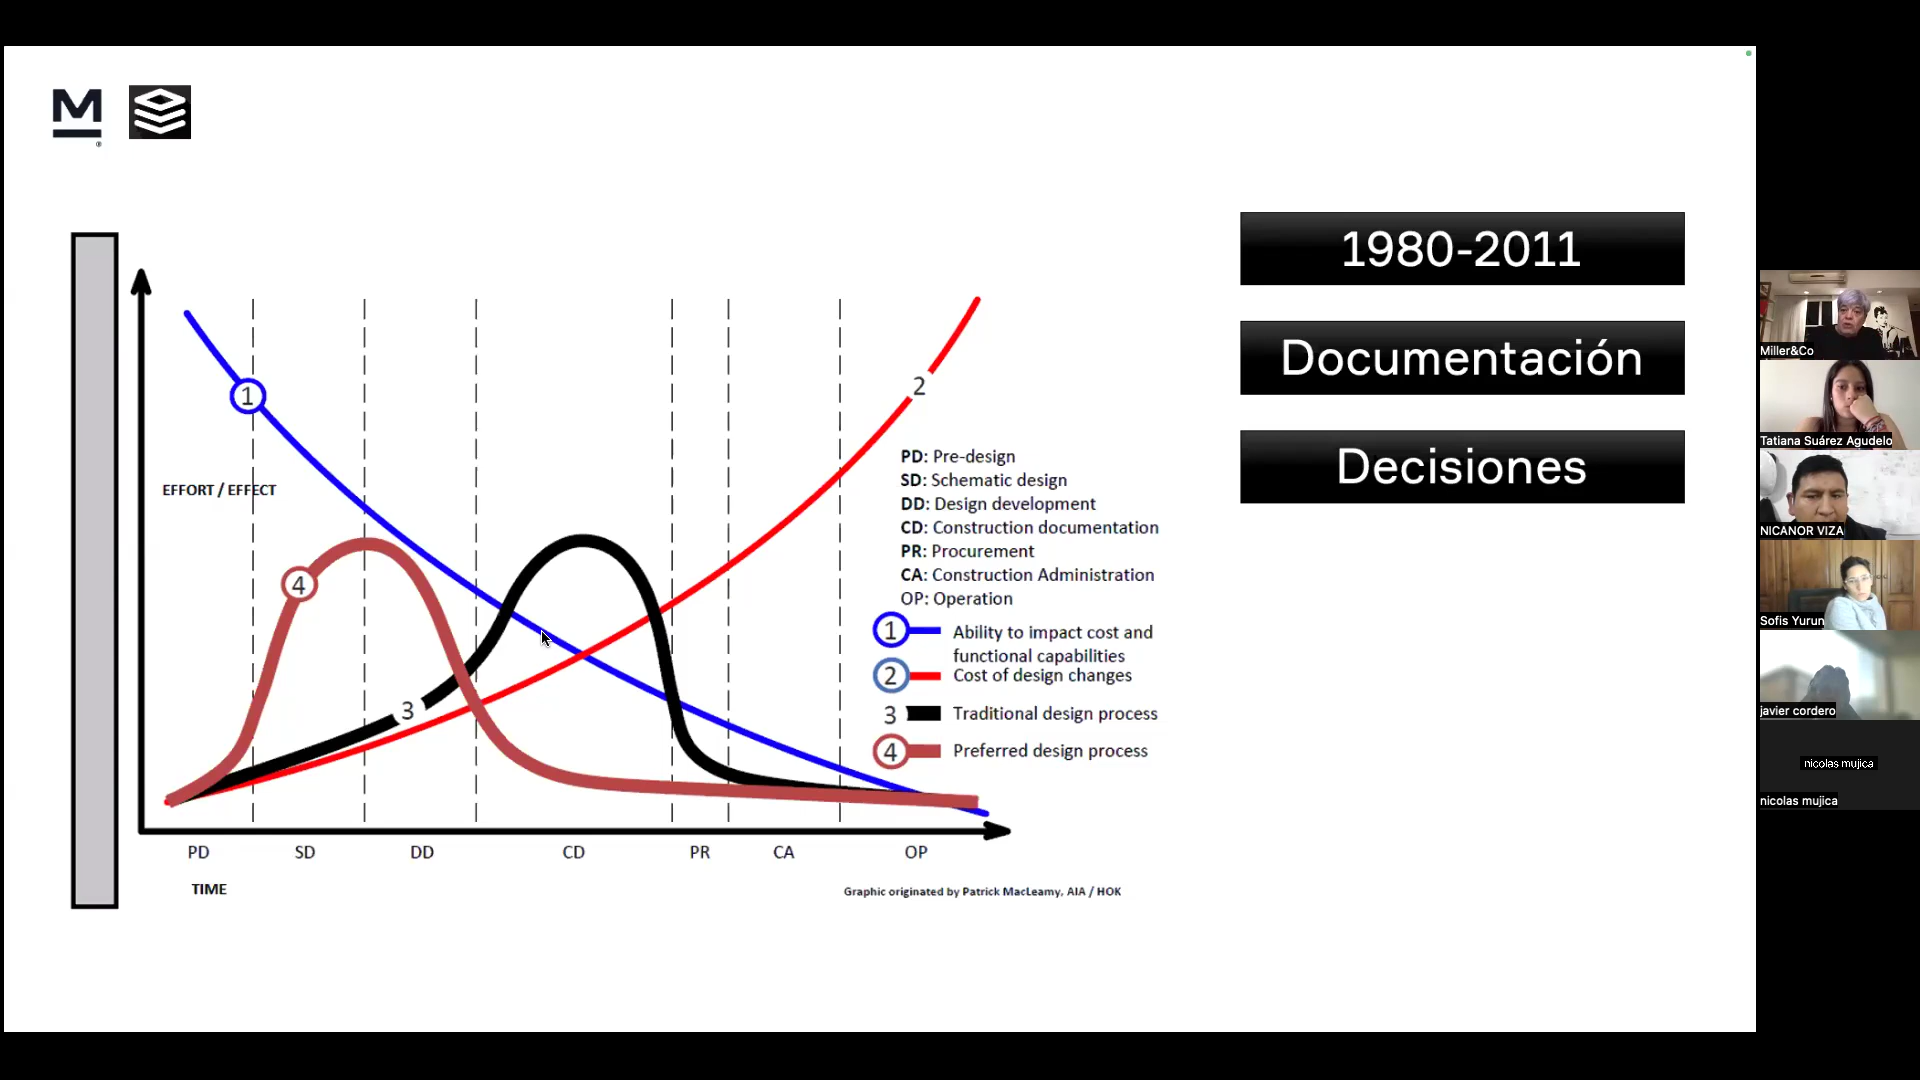 M
®
1980-2011
Documentación
Decisiones
1
2
EFFORT / EFFECT
4
3
PD: Pre-design
SD: Schematic design
DD: Design development
CD: Construction documentation
PR: Procurement
CA: Construction Administration
OP: Operation
1 Ability to impact cost and
functional capabilities
2 Cost of design changes
3 Traditional design process
4 Preferred design process
PD SD DD CD PR CA OP
TIME
Graphic originated by Patrick MacLeamy, AIA / HOK
Miller&Co
Tatiana Suárez Agudelo
NICANOR VIZA
Sofis Yurun
javier cordero
nicolas mujica
nicolas mujica